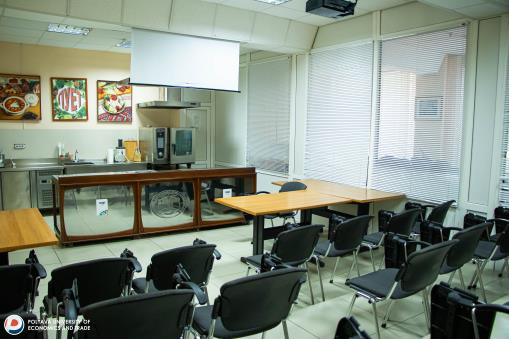 POLTAVA UNIVERSITY OF
ECONOMICS AND TRADE